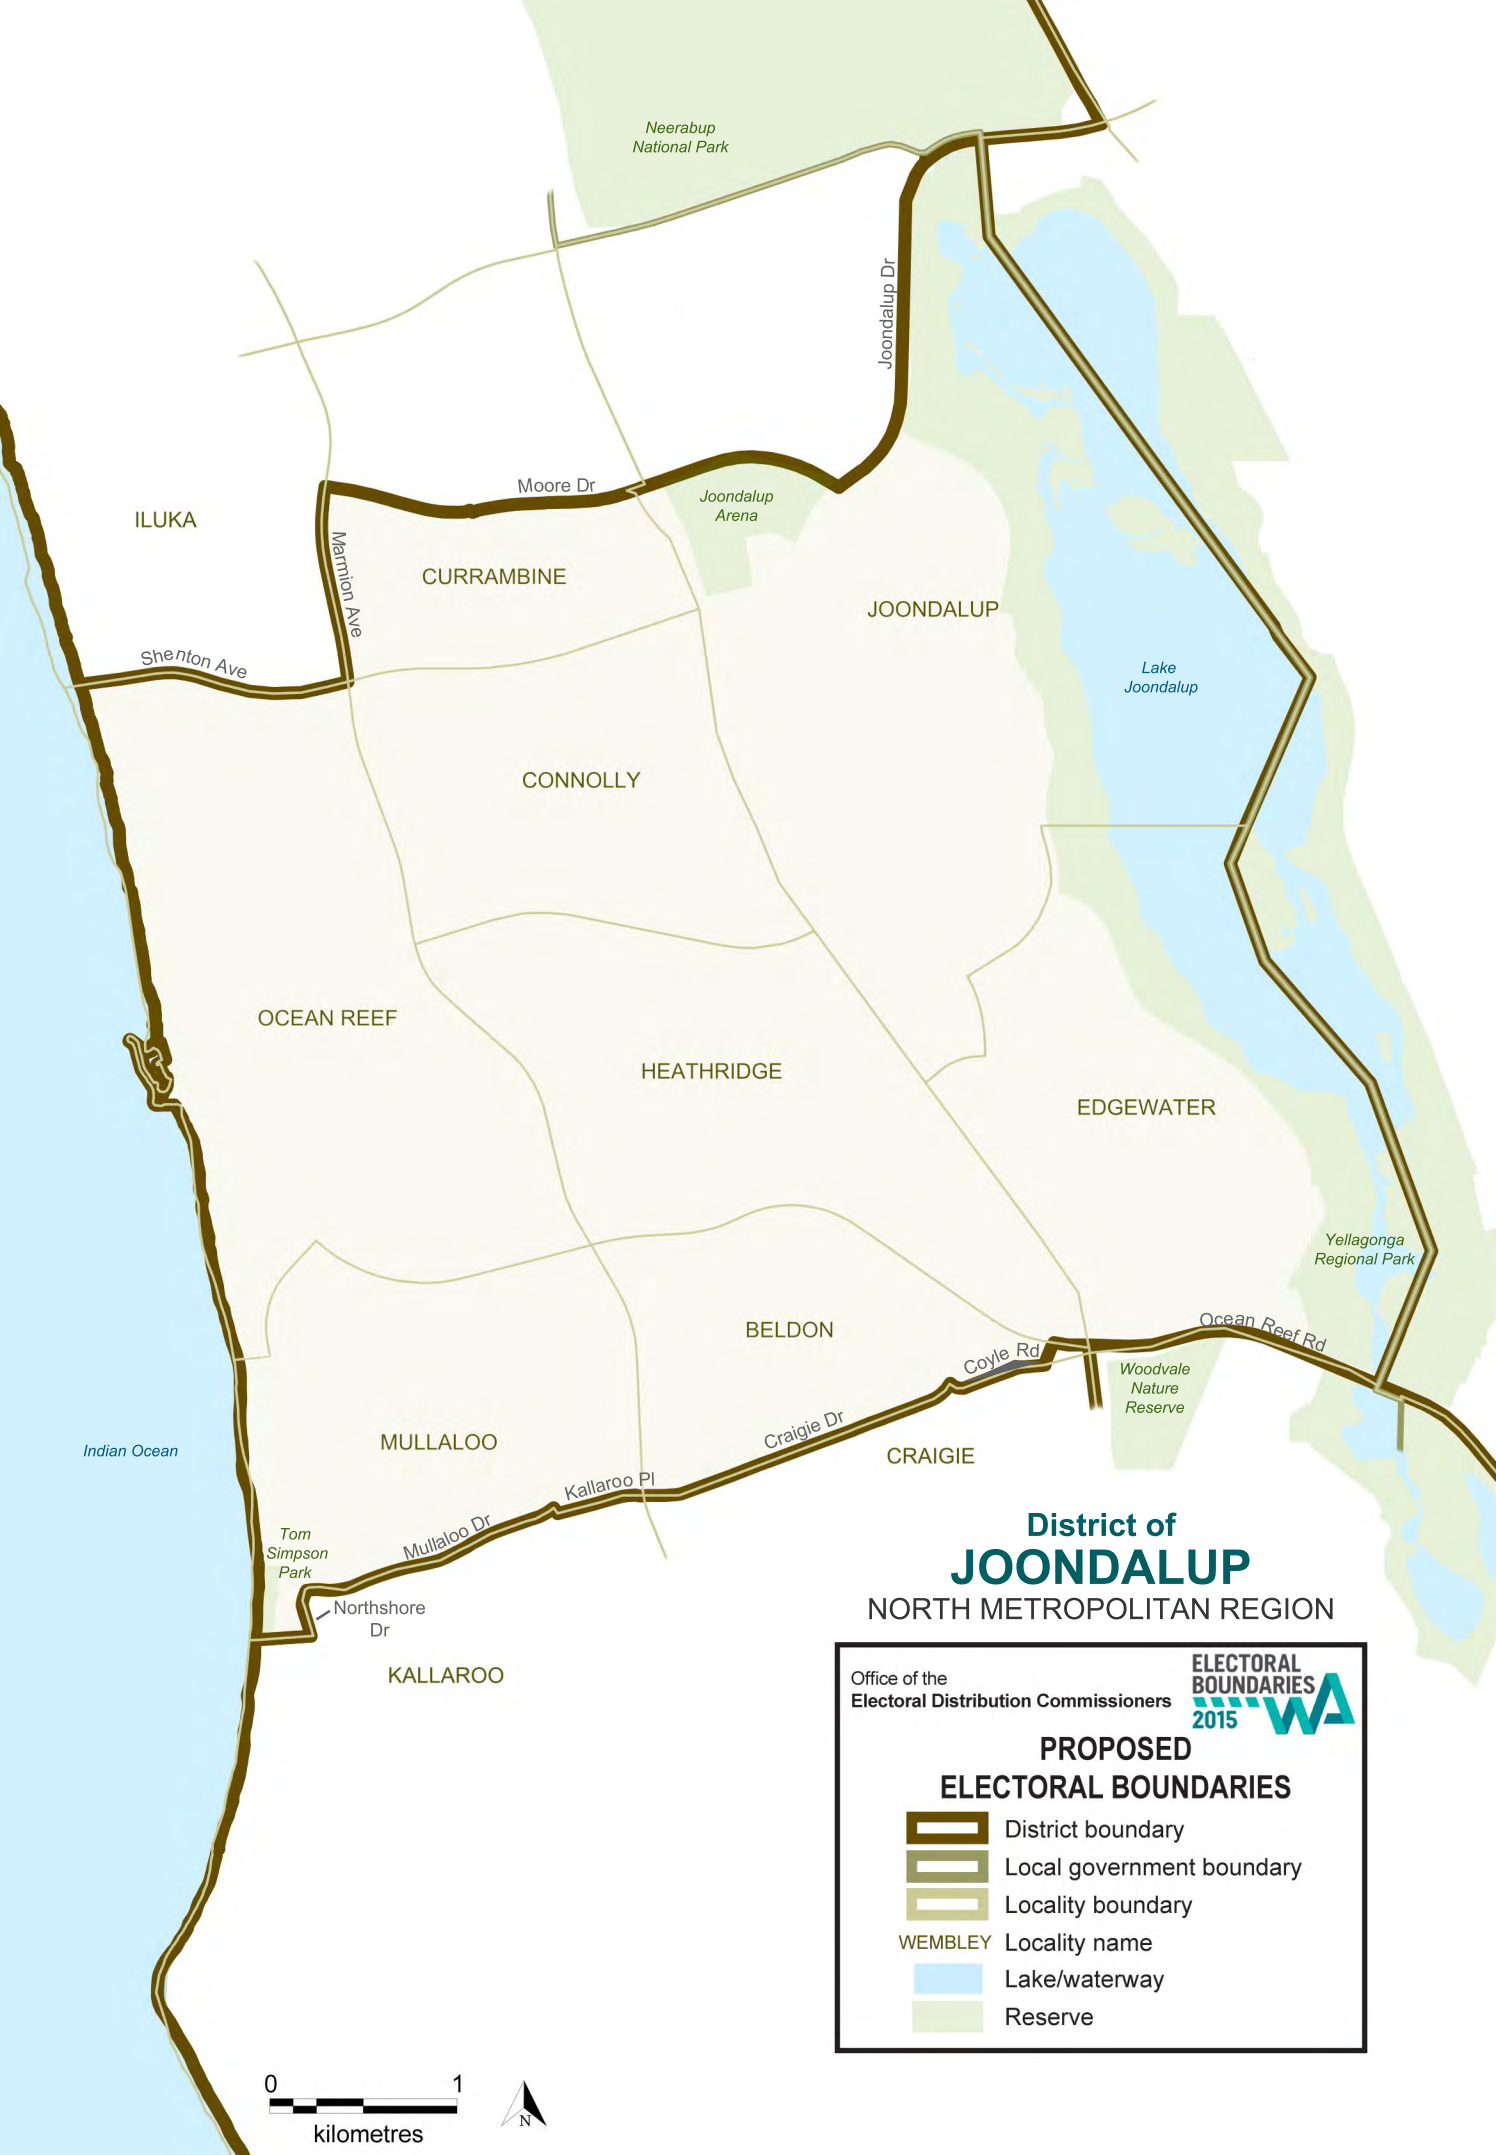 Neerabup
National Park
Joondalup Dr
Moore Dr
Joondalup
Arena
ILUKA
Marmion Ave
CURRAMBINE
JOONDALUP
Shenton Ave
Lake
Joondalup
CONNOLLY
OCEAN REEF
HEATHRIDGE
EDGEWATER
Yellagonga
Regional Park
Ocean Reef Rd
BELDON
Coyle Rd
Woodvale
Nature
Reserve
Craigie Dr
MULLALOO
Indian Ocean
CRAIGIE
Kallaroo Pl
Mullaloo Dr
Tom
Simpson
Park
Northshore
Dr
KALLAROO
District of
JOONDALUP
NORTH METROPOLITAN REGION
Office of the
Electoral Distribution Commissioners
ELECTORAL
BOUNDARIES
2015
WA
PROPOSED
ELECTORAL BOUNDARIES
District boundary
Local government boundary
Locality boundary
WEMBLEY Locality name
Lake/waterway
Reserve
0 1
kilometres
N